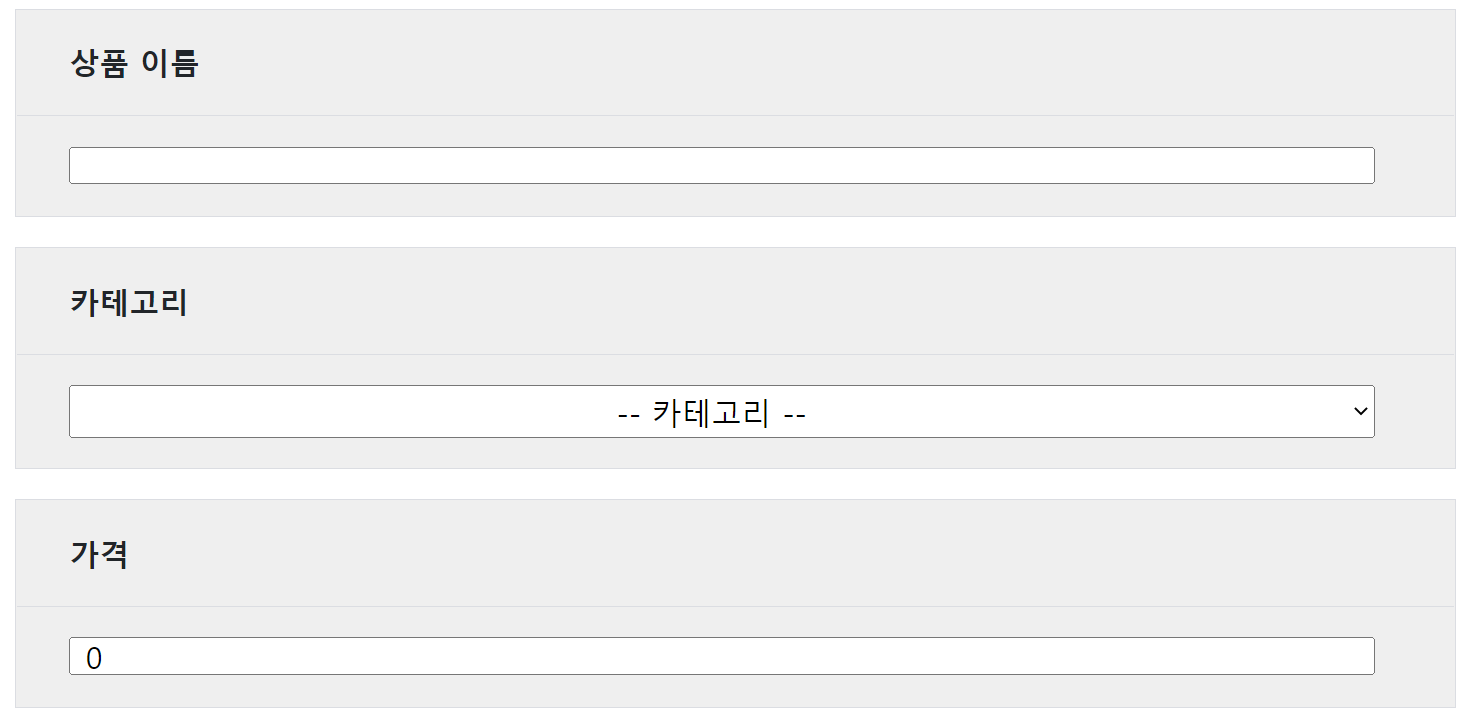 상품 이름
카테고리
-- 카테고리 --
가격
0